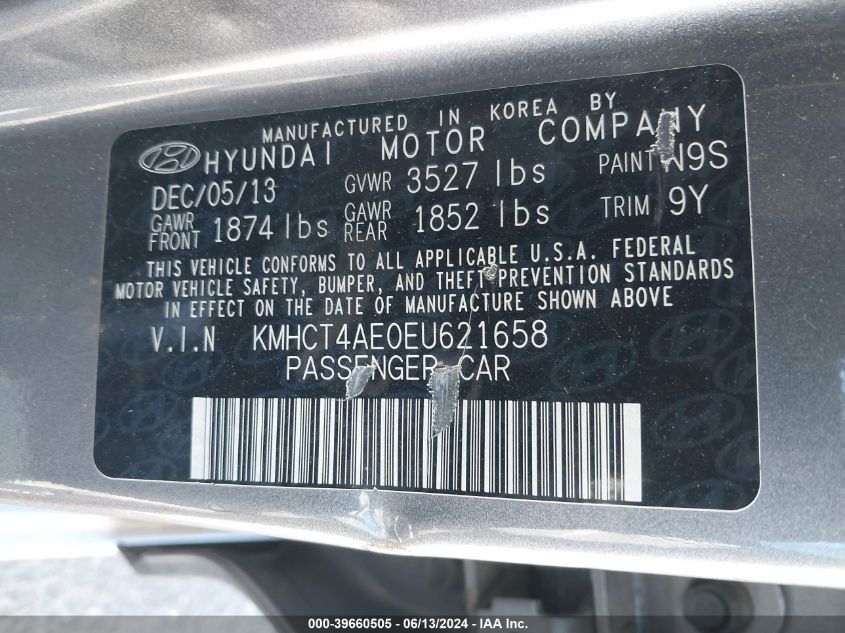 MANUFACTURED IN KOREA BY
HYUNDAI MOTOR COMPANY
DEC/05/13 GVWR 3527 lbs PAINT N9S
GAWR FRONT 1874 lbs GAWR REAR 1852 lbs TRIM 9Y
THIS VEHICLE CONFORMS TO ALL APPLICABLE U.S.A. FEDERAL
MOTOR VEHICLE SAFETY, BUMPER, AND THEFT PREVENTION STANDARDS
IN EFFECT ON THE DATE OF MANUFACTURE SHOWN ABOVE
V.I.N KMHCT4AE0EU621658
PASSENGER CAR
000-39660505 / 06/13/2024 - IAA Inc.